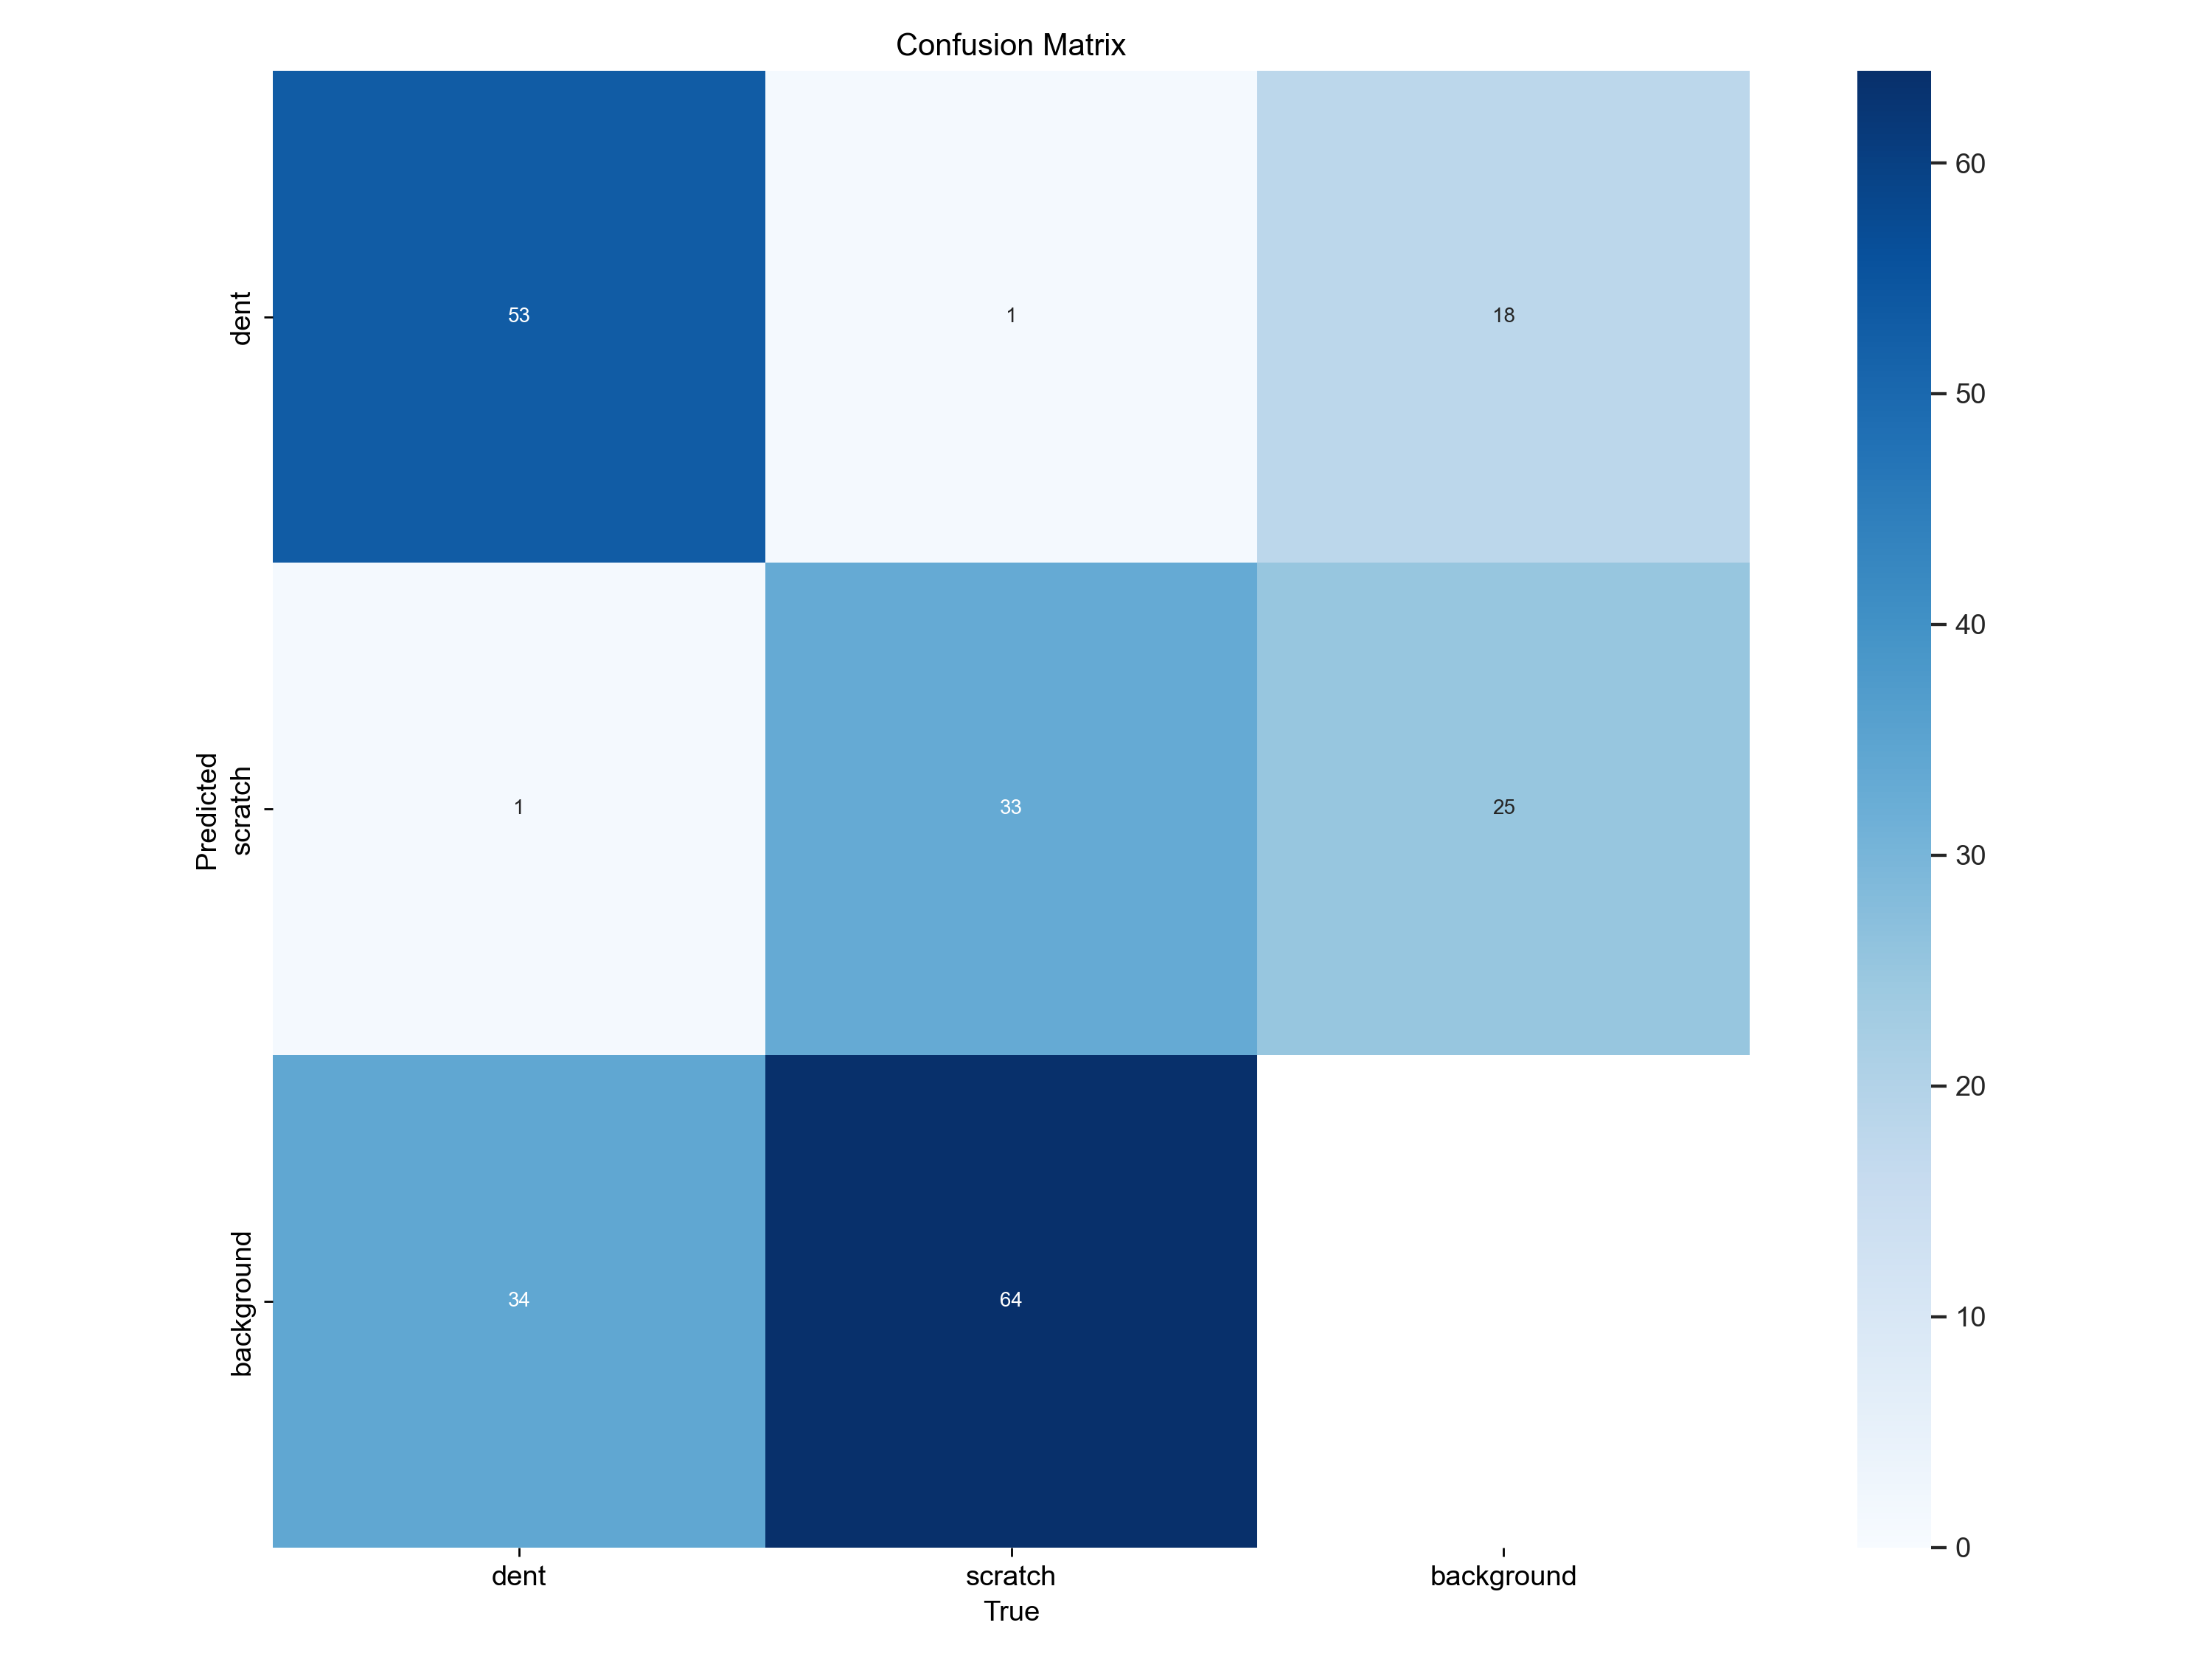 Confusion Matrix
dent
53
1
18
Predicted
scratch
1
33
25
background
34
64
dent
scratch
background
True
60
50
40
30
20
10
0